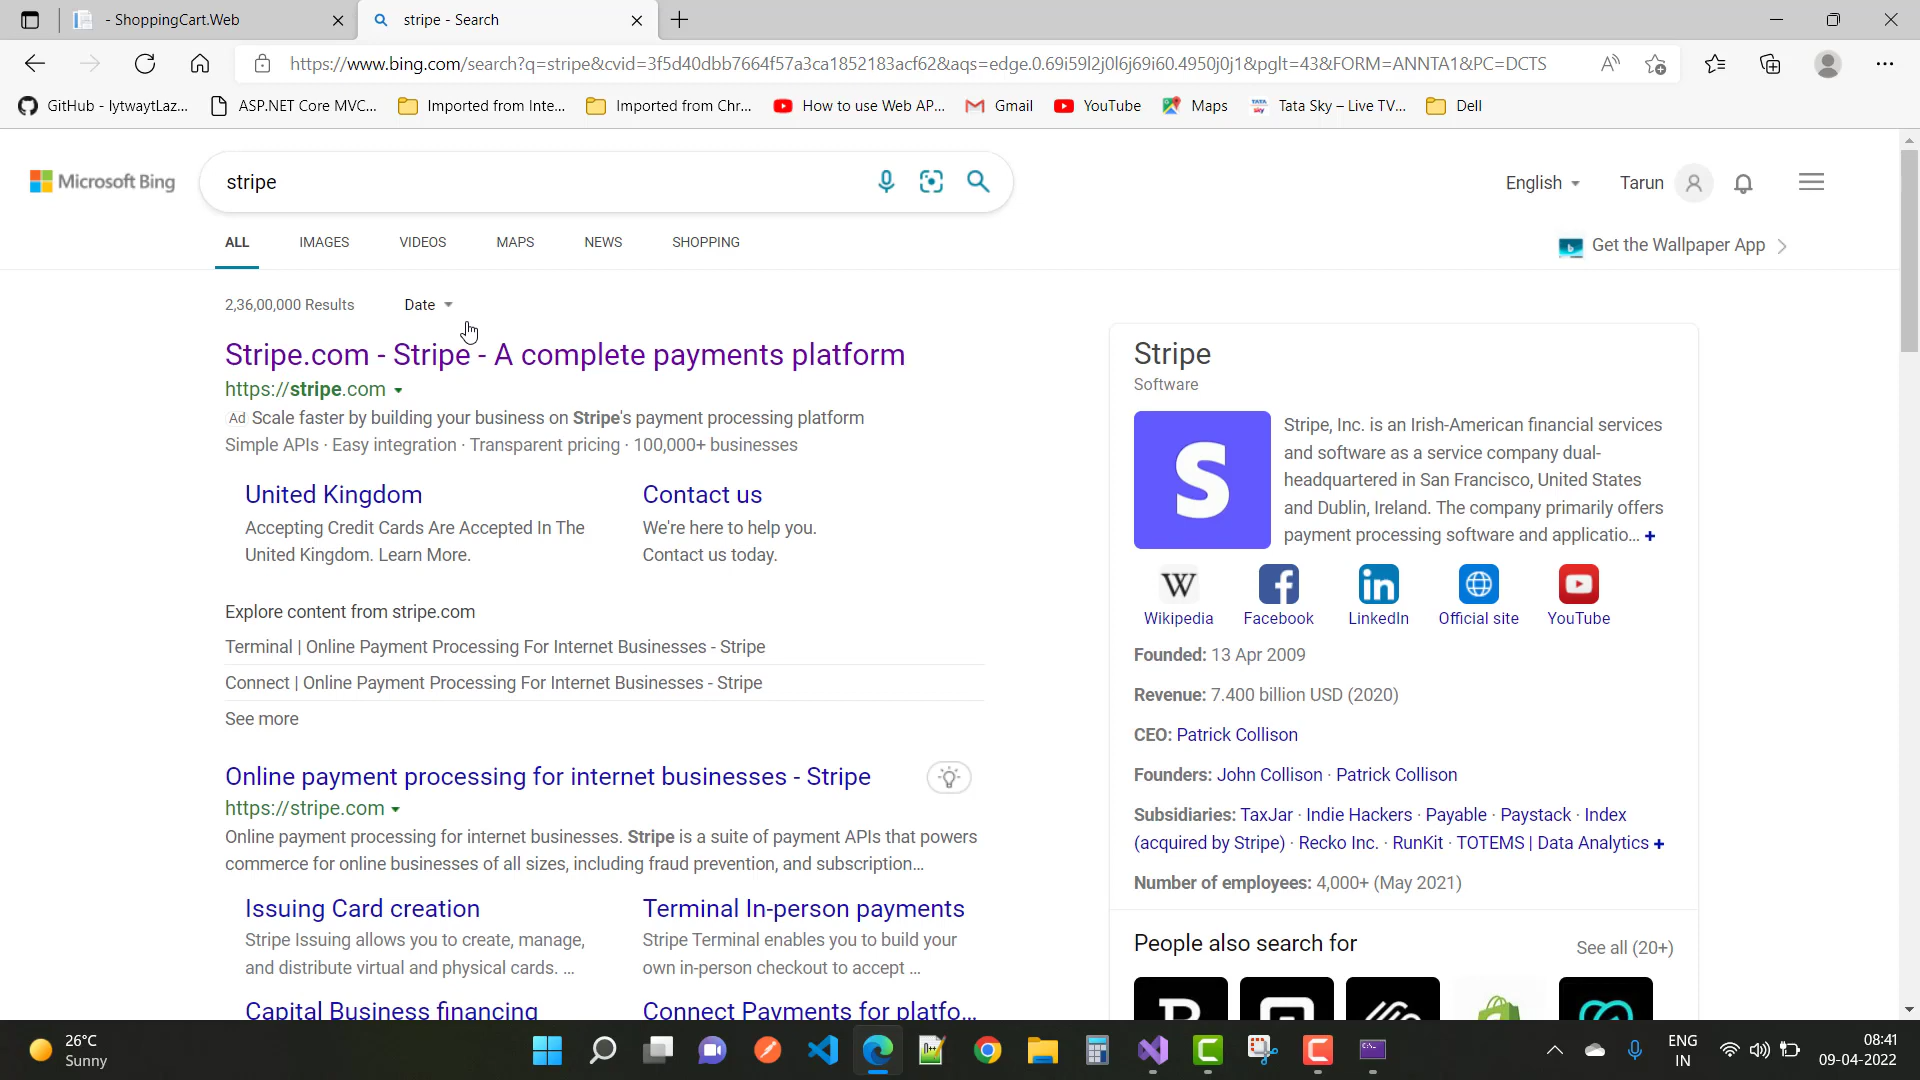 - ShoppingCart.Web
stripe - Search
https://www.bing.com/search?q=stripe&cvid=3f5d40dbb7664f57a3ca1852183acf62&aqs=edge.0.69i59l2j0l6j69i60.4950j0j1&pglt=43&FORM=ANNTA1&PC=DCTS
GitHub - lytwaytLaz...
ASP.NET Core MVC...
Imported from Inte...
Imported from Chr...
How to use Web AP...
Gmail
YouTube
Maps
Tata Sky – Live TV...
Dell
Microsoft Bing
stripe
English
Tarun
ALL
IMAGES
VIDEOS
MAPS
NEWS
SHOPPING
Get the Wallpaper App
2,36,00,000 Results
Date
Stripe.com - Stripe - A complete payments platform
https://stripe.com
Ad Scale faster by building your business on Stripe's payment processing platform
Simple APIs · Easy integration · Transparent pricing · 100,000+ businesses
United Kingdom
Accepting Credit Cards Are Accepted In The
United Kingdom. Learn More.
Contact us
We're here to help you.
Contact us today.
Explore content from stripe.com
Terminal | Online Payment Processing For Internet Businesses - Stripe
Connect | Online Payment Processing For Internet Businesses - Stripe
See more
Online payment processing for internet businesses - Stripe
https://stripe.com
Online payment processing for internet businesses. Stripe is a suite of payment APIs that powers
commerce for online businesses of all sizes, including fraud prevention, and subscription...
Issuing Card creation
Stripe Issuing allows you to create, manage,
and distribute virtual and physical cards. ...
Terminal In-person payments
Stripe Terminal enables you to build your
own in-person checkout to accept ...
Capital Business financing
Connect Payments for platfo...
Stripe
Software
Stripe, Inc. is an Irish-American financial services
and software as a service company dual-
headquartered in San Francisco, United States
and Dublin, Ireland. The company primarily offers
payment processing software and applicatio... +
Wikipedia
Facebook
LinkedIn
Official site
YouTube
Founded: 13 Apr 2009
Revenue: 7.400 billion USD (2020)
CEO: Patrick Collison
Founders: John Collison · Patrick Collison
Subsidiaries: TaxJar · Indie Hackers · Payable · Paystack · Index
(acquired by Stripe) · Recko Inc. · RunKit · TOTEMS | Data Analytics +
Number of employees: 4,000+ (May 2021)
People also search for
See all (20+)
26°C
Sunny
ENG
IN
08:41
09-04-2022